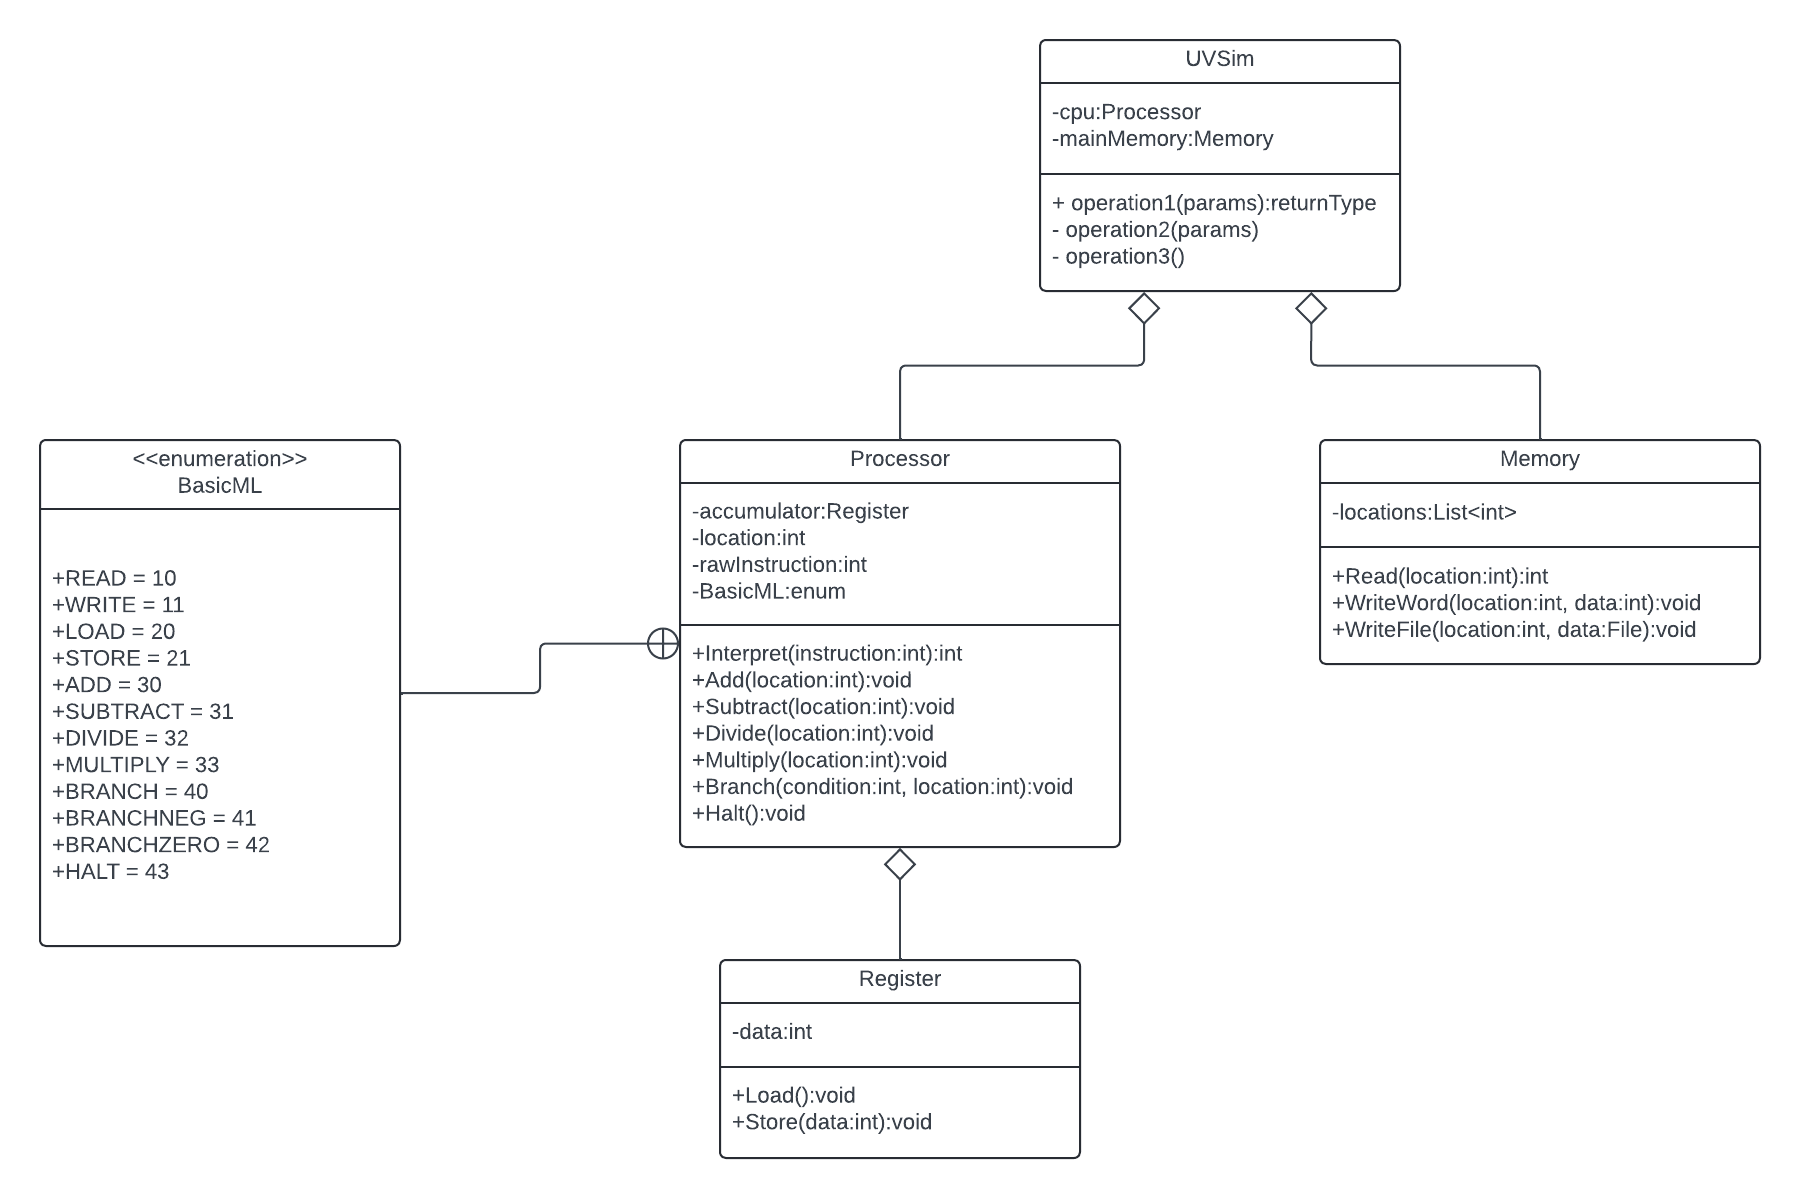 UVSim
-cpu:Processor
-mainMemory:Memory
+ operation1(params):returnType
- operation2(params)
- operation3()
<<enumeration>>
BasicML
+READ = 10
+WRITE = 11
+LOAD = 20
+STORE = 21
+ADD = 30
+SUBTRACT = 31
+DIVIDE = 32
+MULTIPLY = 33
+BRANCH = 40
+BRANCHNEG = 41
+BRANCHZERO = 42
+HALT = 43
Processor
-accumulator:Register
-location:int
-rawInstruction:int
-BasicML:enum
+Interpret(instruction:int):int
+Add(location:int):void
+Subtract(location:int):void
+Divide(location:int):void
+Multiply(location:int):void
+Branch(condition:int, location:int):void
+Halt():void
Memory
-locations:List<int>
+Read(location:int):int
+WriteWord(location:int, data:int):void
+WriteFile(location:int, data:File):void
Register
-data:int
+Load():void
+Store(data:int):void